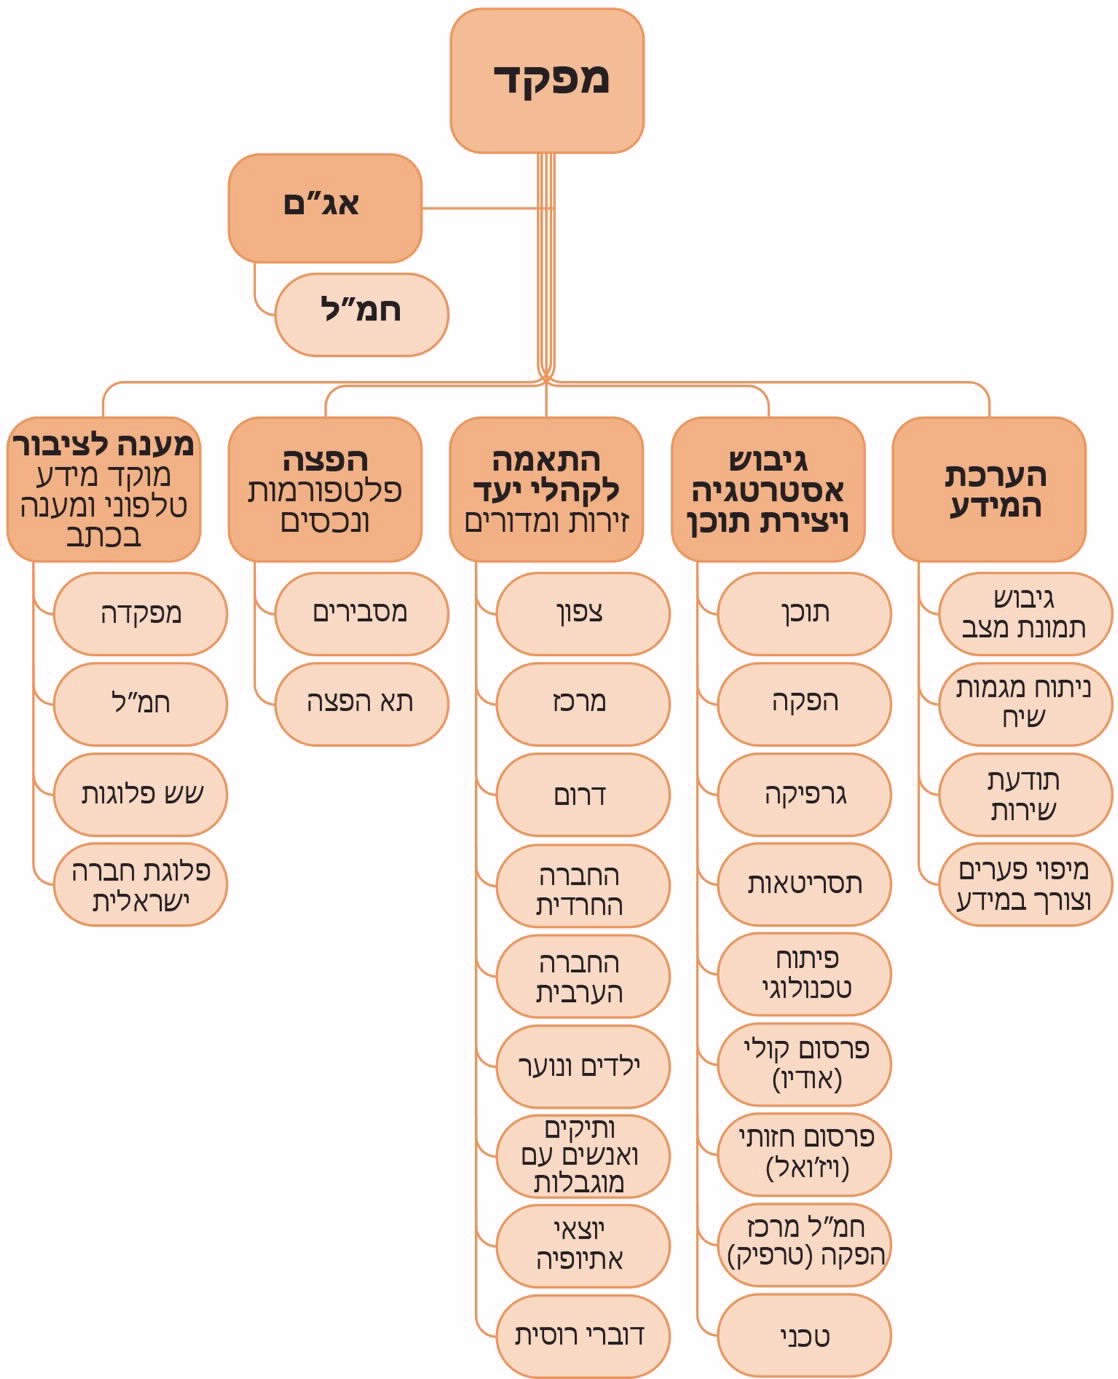 מפקד
אג״ם
חמ״ל
הערכת
המידע
גיבוש
תמונת מצב
ניתוח מגמות
שיח
תודעת
שירות
מיפוי פערים
וצורך במידע
גיבוש
אסטרטגיה
ויצירת תוכן
תוכן
הפקה
גרפיקה
תסריטאות
פיתוח
טכנולוגי
פרסום קולי
(אודיו)
פרסום חזותי
(ויז׳ואל)
חמ״ל מרכז
הפקה (טרפיק)
טכני
התאמה
לקהלי יעד
זירות ומדורים
צפון
מרכז
דרום
החברה
החרדית
החברה
הערבית
ילדים ונוער
ותיקים
ואנשים עם
מוגבלות
יוצאי
אתיופיה
דוברי רוסית
הפצה
פלטפורמות
ונכסים
מסבירים
תא הפצה
מענה לציבור
מוקד מידע
טלפוני ומענה
בכתב
מפקדה
חמ״ל
שש פלוגות
פלוגת חברה
ישראלית